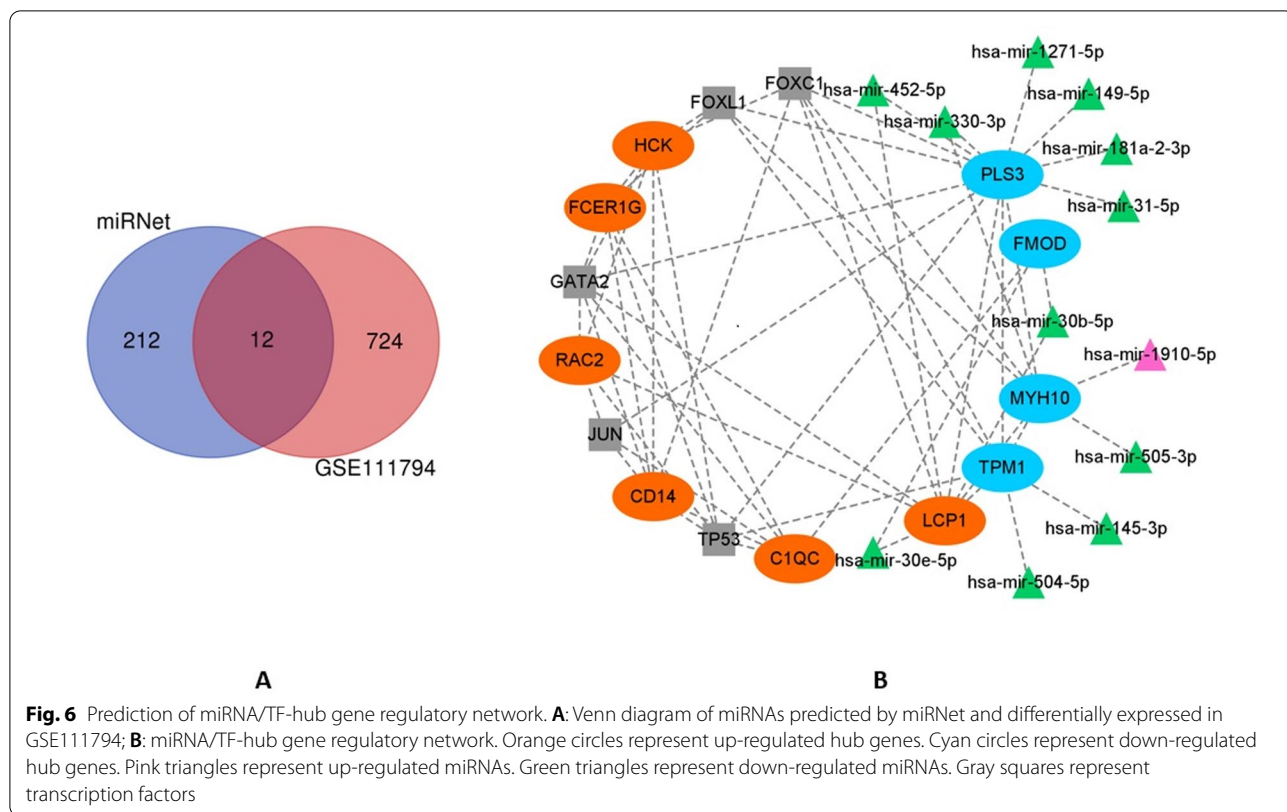 miRNet
212
12
724
GSE111794
A
hsa-mir-1271-5p
FOXC1
hsa-mir-452-5p
hsa-mir-149-5p
FOXL1
hsa-mir-330-3p
HCK
hsa-mir-181a-2-3p
PLS3
FCER1G
hsa-mir-31-5p
FMOD
GATA2
hsa-mir-30b-5p
RAC2
hsa-mir-1910-5p
MYH10
JUN
hsa-mir-505-3p
TPM1
CD14
LCP1
hsa-mir-145-3p
TP53
C1QC
hsa-mir-30e-5p
hsa-mir-504-5p
B
Fig. 6 Prediction of miRNA/TF-hub gene regulatory network. A: Venn diagram of miRNAs predicted by miRNet and differentially expressed in
GSE111794; B: miRNA/TF-hub gene regulatory network. Orange circles represent up-regulated hub genes. Cyan circles represent down-regulated
hub genes. Pink triangles represent up-regulated miRNAs. Green triangles represent down-regulated miRNAs. Gray squares represent
transcription factors